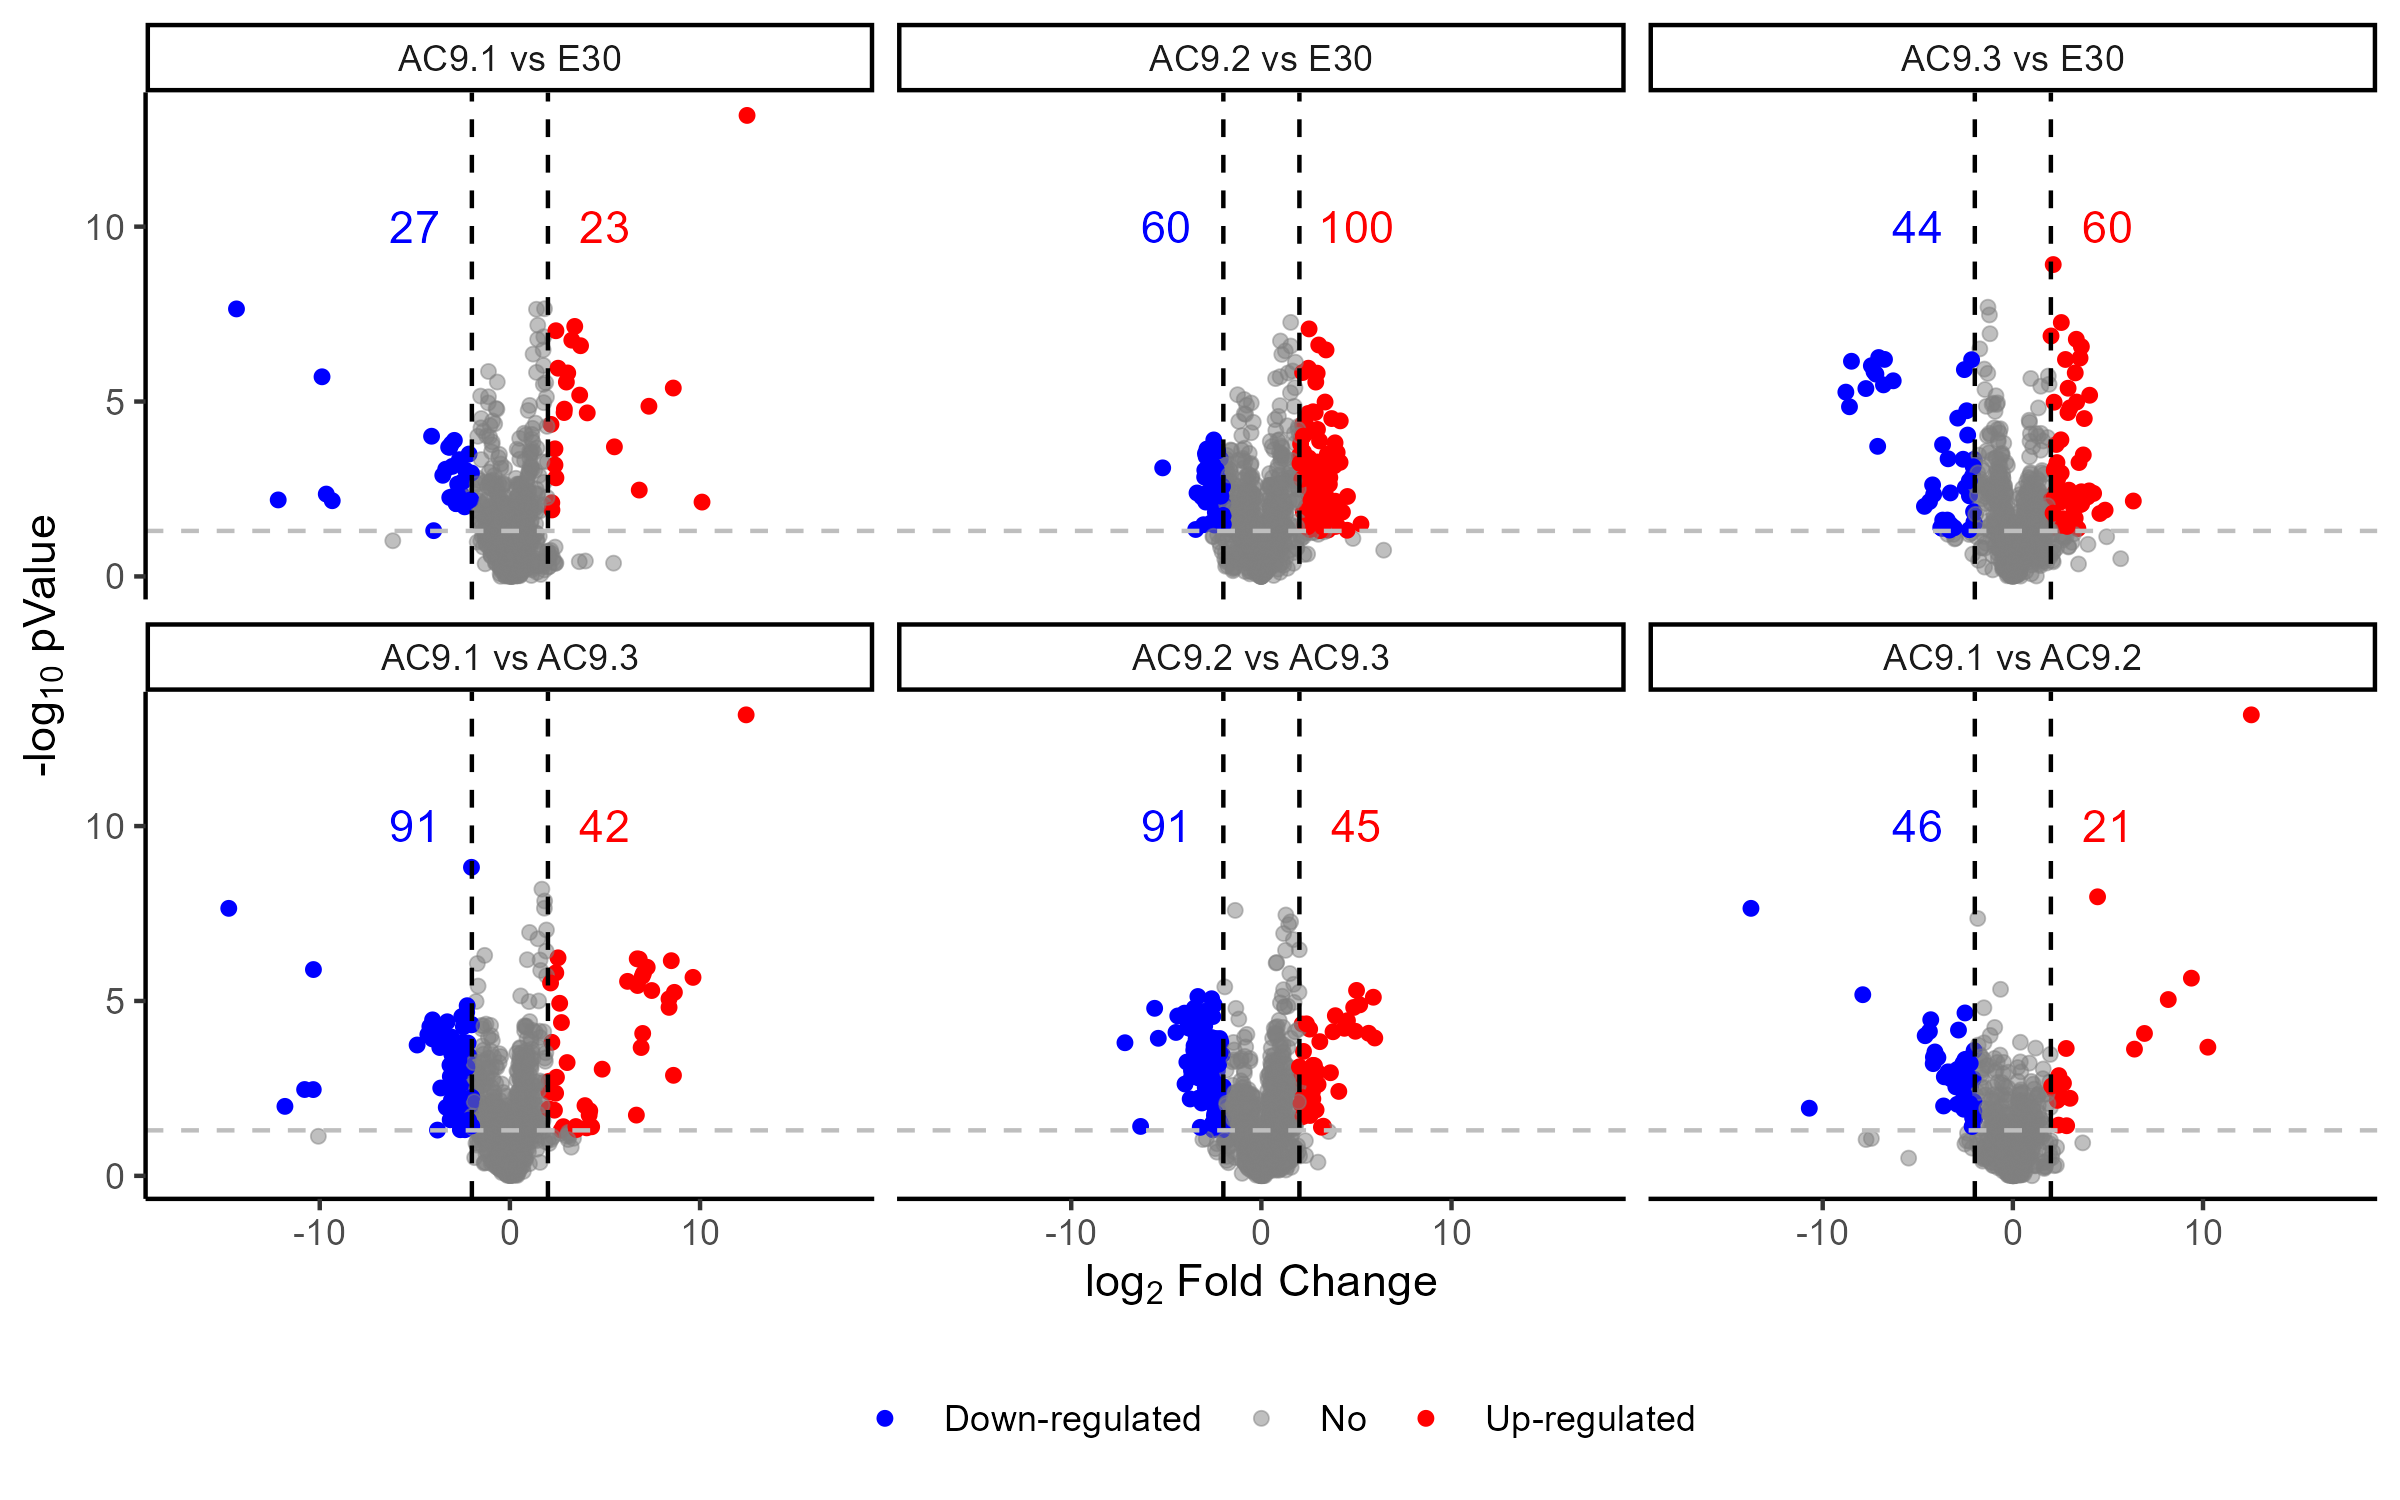 AC9.1 vs E30
AC9.2 vs E30
AC9.3 vs E30
27
23
60
100
44
60
10
5
0
-log10 pValue
AC9.1 vs AC9.3
AC9.2 vs AC9.3
AC9.1 vs AC9.2
91
42
91
45
46
21
10
5
0
-10
0
10
-10
0
10
-10
0
10
log2 Fold Change
Down-regulated
No
Up-regulated